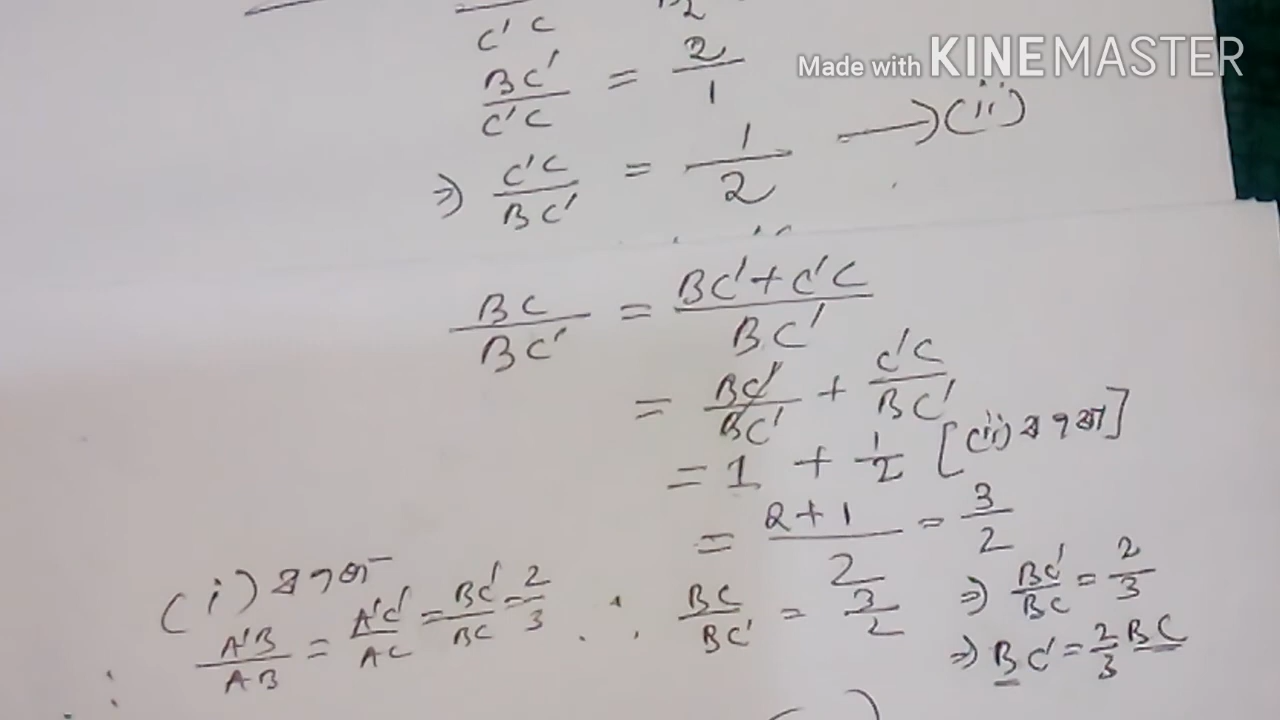 Made with KINEMASTER
C'C
BC'/C'C = 2/1
⇒ C'C/BC' = 1/2 ⟶ (ii)
BC/BC' = BC'+C'C/BC'
= BC'/BC' + C'C/BC'
= 1 + 1/2 [(ii)
= 2+1/2 = 3/2
∴ BC/BC' = 3/2 ⇒ BC'/BC = 2/3
⇒ BC' = 2/3 BC
(i)
A'B/AB = A'C'/AC = BC'/BC = 2/3